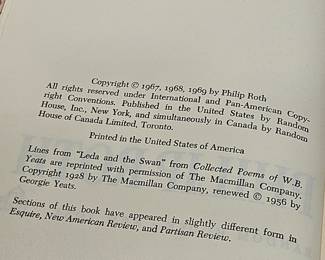 Copyright © 1967, 1968, 1969 by Philip Roth
All rights reserved under International and Pan-American Copy-
right Conventions. Published in the United States by Random
House, Inc., New York, and simultaneously in Canada by Random
House of Canada Limited, Toronto.
Printed in the United States of America
Lines from "Leda and the Swan" from Collected Poems of W.B.
Yeats are reprinted with permission of The Macmillan Company.
Copyright 1928 by The Macmillan Company, renewed © 1956 by
Georgie Yeats.
Sections of this book have appeared in slightly different form in
Esquire, New American Review, and Partisan Review.